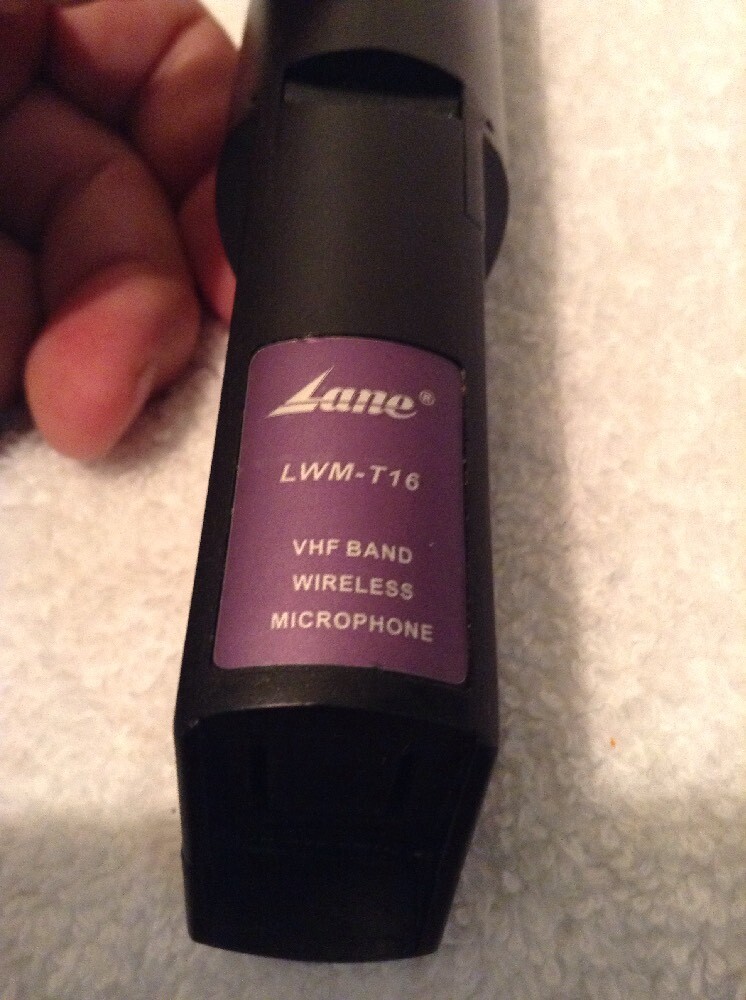 Lane®
LWM-T16
VHF BAND
WIRELESS
MICROPHONE